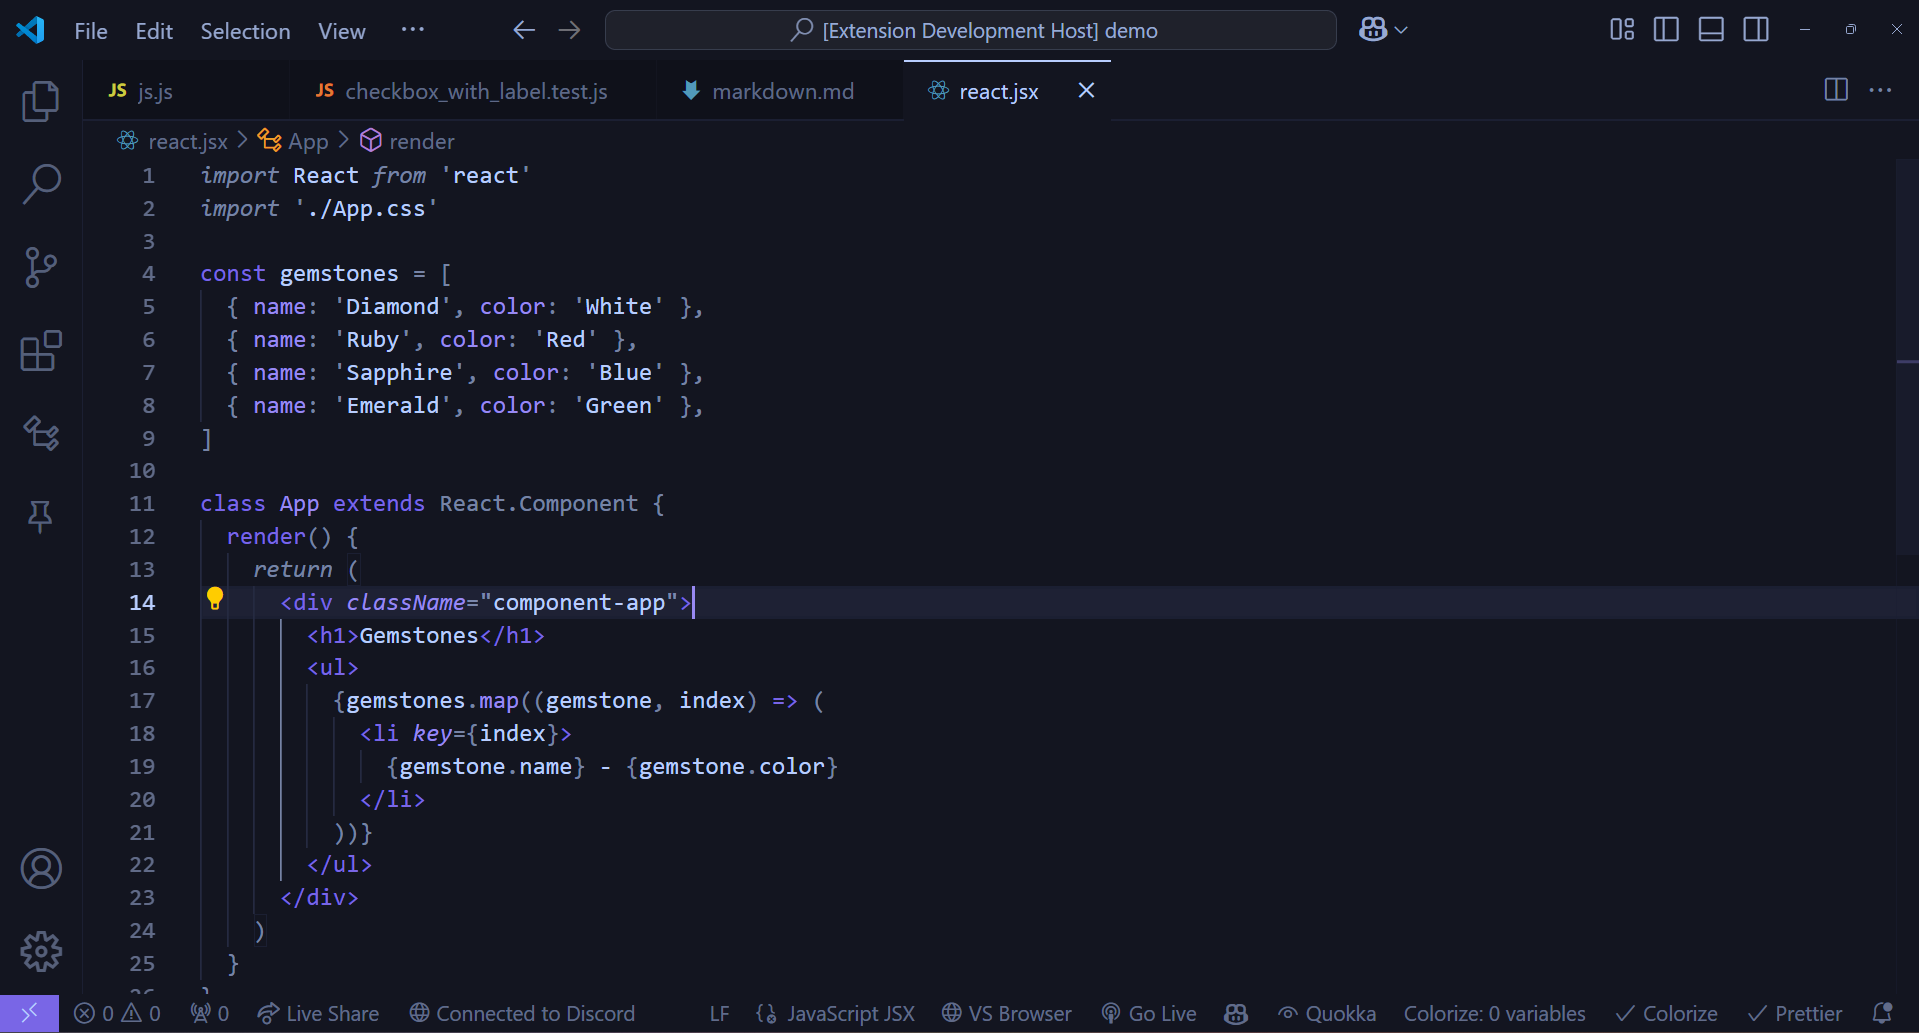 File Edit Selection View ··· [Extension Development Host] demo
JS js.js JS checkbox_with_label.test.js markdown.md react.jsx
react.jsx > App > render
1 import React from 'react'
2 import './App.css'
3
4 const gemstones = [
5   { name: 'Diamond', color: 'White' },
6   { name: 'Ruby', color: 'Red' },
7   { name: 'Sapphire', color: 'Blue' },
8   { name: 'Emerald', color: 'Green' },
9 ]
10
11 class App extends React.Component {
12   render() {
13     return (
14       <div className="component-app">
15         <h1>Gemstones</h1>
16         <ul>
17           {gemstones.map((gemstone, index) => (
18             <li key={index}>
19               {gemstone.name} - {gemstone.color}
20             </li>
21           ))}
22         </ul>
23       </div>
24     )
25   }
0 0 0 Live Share Connected to Discord LF JavaScript JSX VS Browser Go Live Quokka Colorize: 0 variables Colorize Prettier